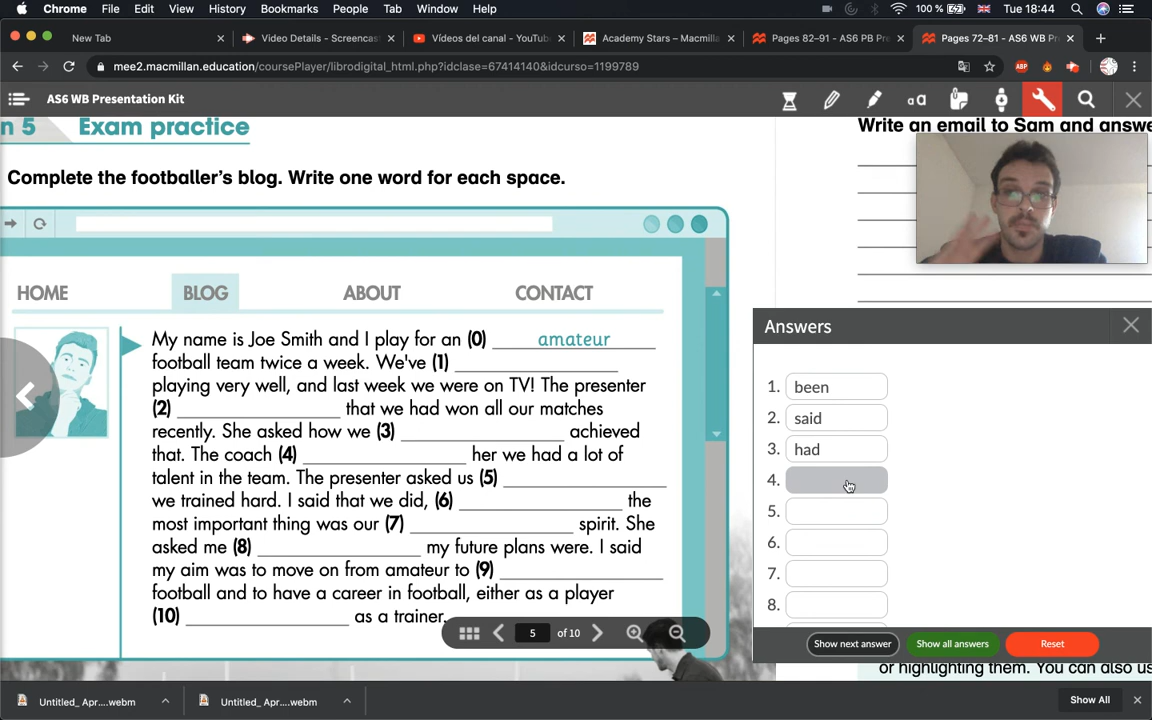 Chrome File Edit View History Bookmarks People Tab Window Help 100 % Tue 18:44
New Tab Video Details - Screencas Vídeos del canal - YouTub Academy Stars – Macmilla Pages 82–91 - AS6 PB Pr Pages 72–81 - AS6 WB Pr
mee2.macmillan.education/coursePlayer/librodigital_html.php?idclase=67414140&idcurso=1199789 ABP
AS6 WB Presentation Kit a a
n 5 Exam practice
Write an email to Sam and answe
Complete the footballer's blog. Write one word for each space.
HOME BLOG ABOUT CONTACT
My name is Joe Smith and I play for an (0) amateur
football team twice a week. We've (1)
playing very well, and last week we were on TV! The presenter
(2) that we had won all our matches
recently. She asked how we (3) achieved
that. The coach (4) her we had a lot of
talent in the team. The presenter asked us (5)
we trained hard. I said that we did, (6) the
most important thing was our (7) spirit. She
asked me (8) my future plans were. I said
my aim was to move on from amateur to (9)
football and to have a career in football, either as a player
(10) as a trainer.
5 of 10
Answers
1. been
2. said
3. had
4.
5.
6.
7.
8.
Show next answer Show all answers Reset
or highlighting them. You can also us
Untitled_ Apr....webm Untitled_ Apr....webm Show All